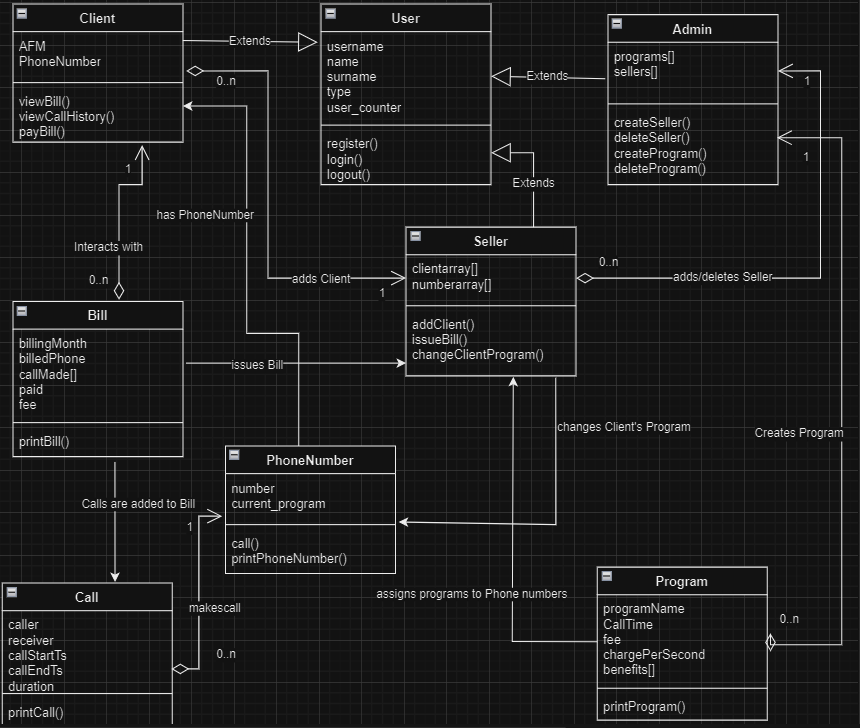 Client
AFM
PhoneNumber
viewBill()
viewCallHistory()
payBill()
Extends
User
username
name
surname
type
user_counter
register()
login()
logout()
Extends
Admin
programs[]
sellers[]
createSeller()
deleteSeller()
createProgram()
deleteProgram()
1
1
0..n
1
has PhoneNumber
Extends
Interacts with
0..n
adds Client
1
Seller
clientarray[]
numberarray[]
addClient()
issueBill()
changeClientProgram()
0..n
adds/deletes Seller
Bill
billingMonth
billedPhone
callMade[]
paid
fee
printBill()
issues Bill
changes Client's Program
Creates Program
PhoneNumber
number
current_program
call()
printPhoneNumber()
Calls are added to Bill
1
makescall
0..n
assigns programs to Phone numbers
Call
caller
receiver
callStartTs
callEndTs
duration
printCall()
Program
programName
CallTime
fee
chargePerSecond
benefits[]
printProgram()
0..n